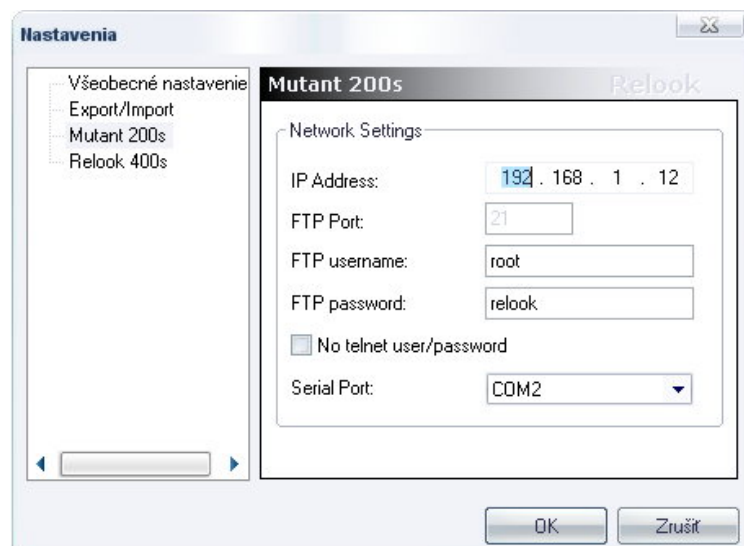 Nastavenia
Všeobecné nastavenie
Export/Import
Mutant 200s
Relook 400s
Mutant 200s Relook
Network Settings
IP Address: 192 . 168 . 1 . 12
FTP Port: 21
FTP username: root
FTP password: relook
No telnet user/password
Serial Port: COM2
OK Zrušiť